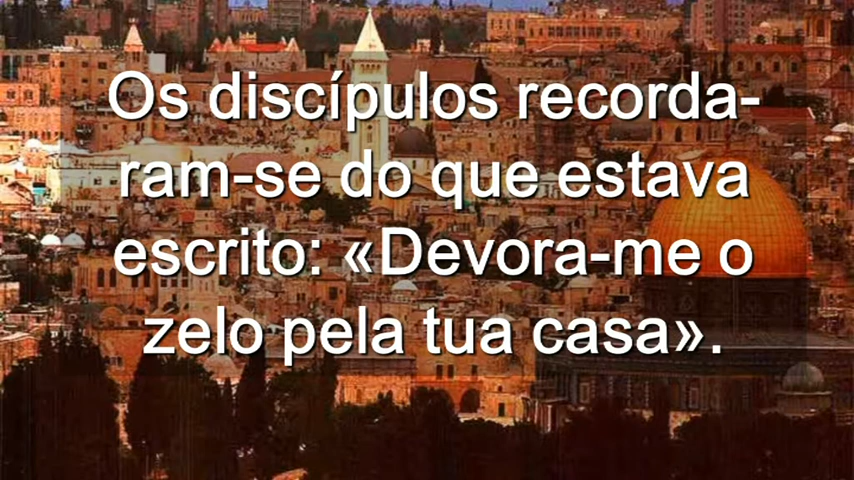 Os discípulos recorda-
ram-se do que estava
escrito: «Devora-me o
zelo pela tua casa».